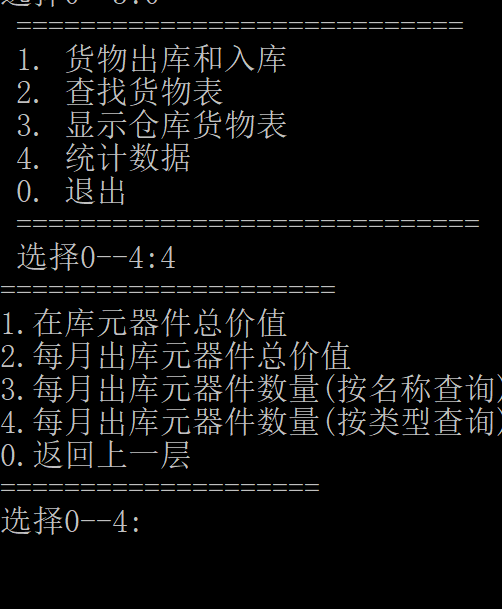 选择0--3:0
============================
1. 货物出库和入库
2. 查找货物表
3. 显示仓库货物表
4. 统计数据
0. 退出
=============================
选择0--4:4
=====================
1.在库元器件总价值
2.每月出库元器件总价值
3.每月出库元器件数量(按名称查询)
4.每月出库元器件数量(按类型查询)
0.返回上一层
====================
选择0--4: